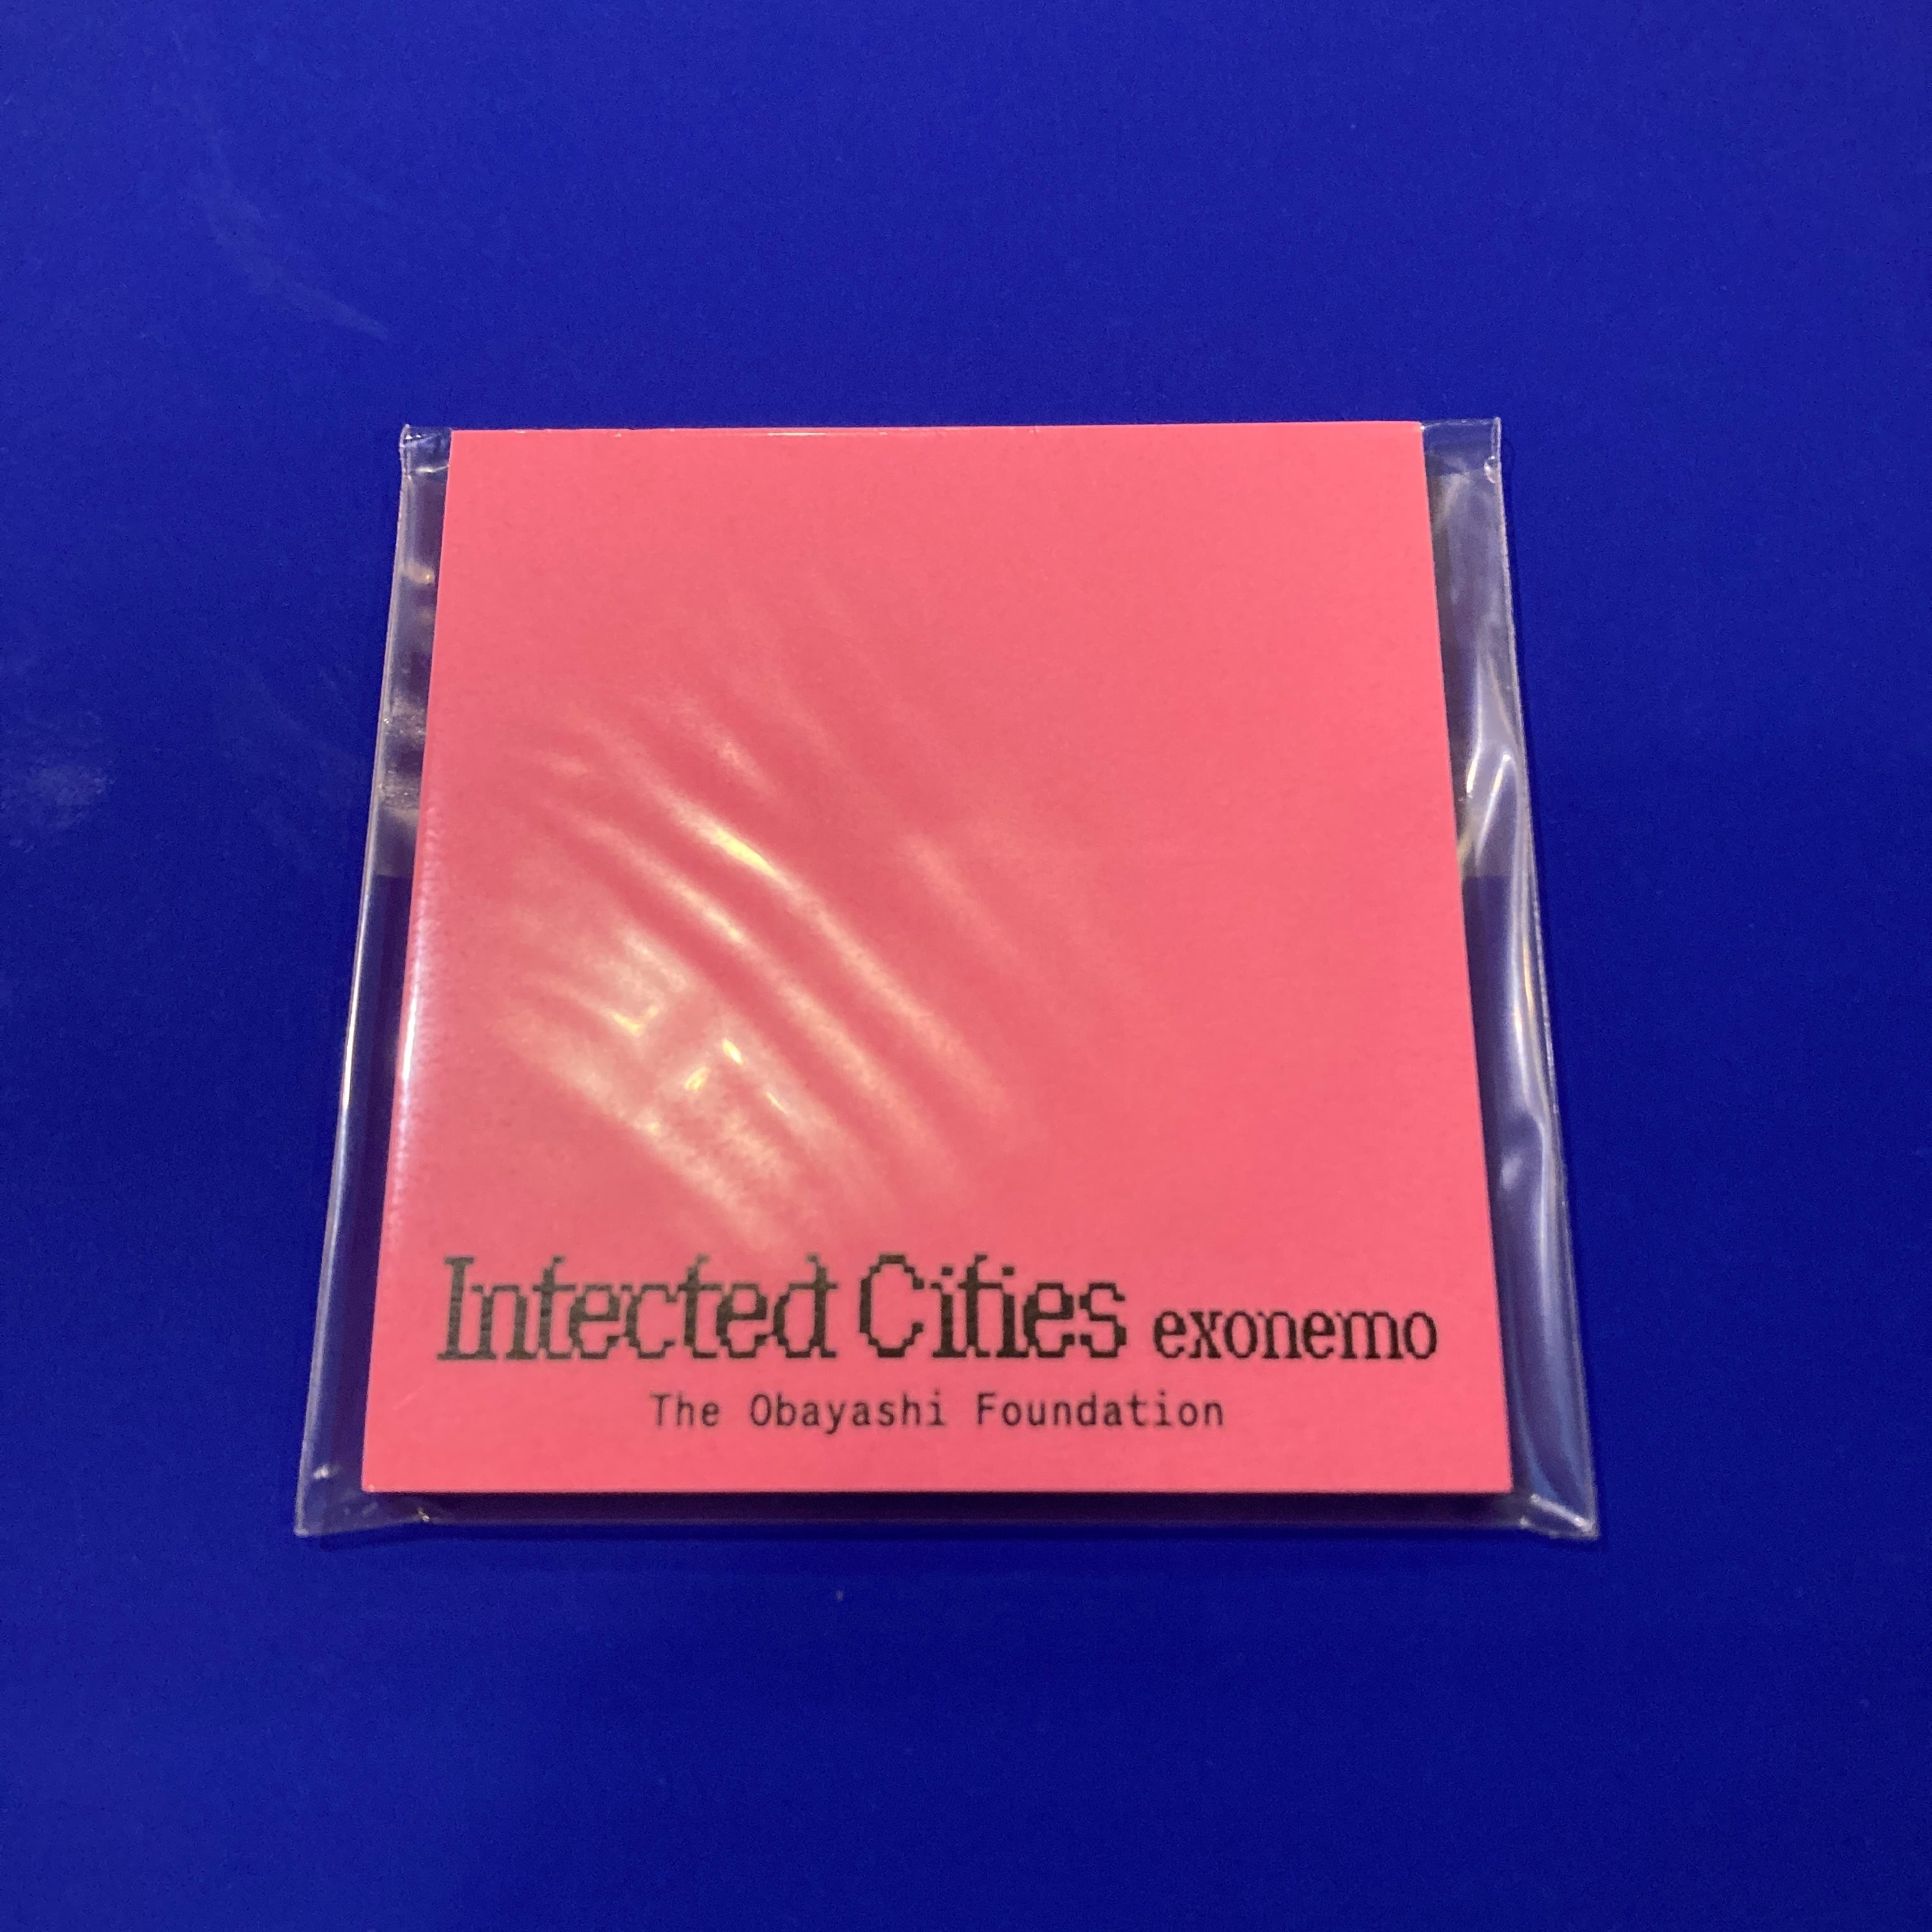 Infected Cities exonemo
The Obayashi Foundation